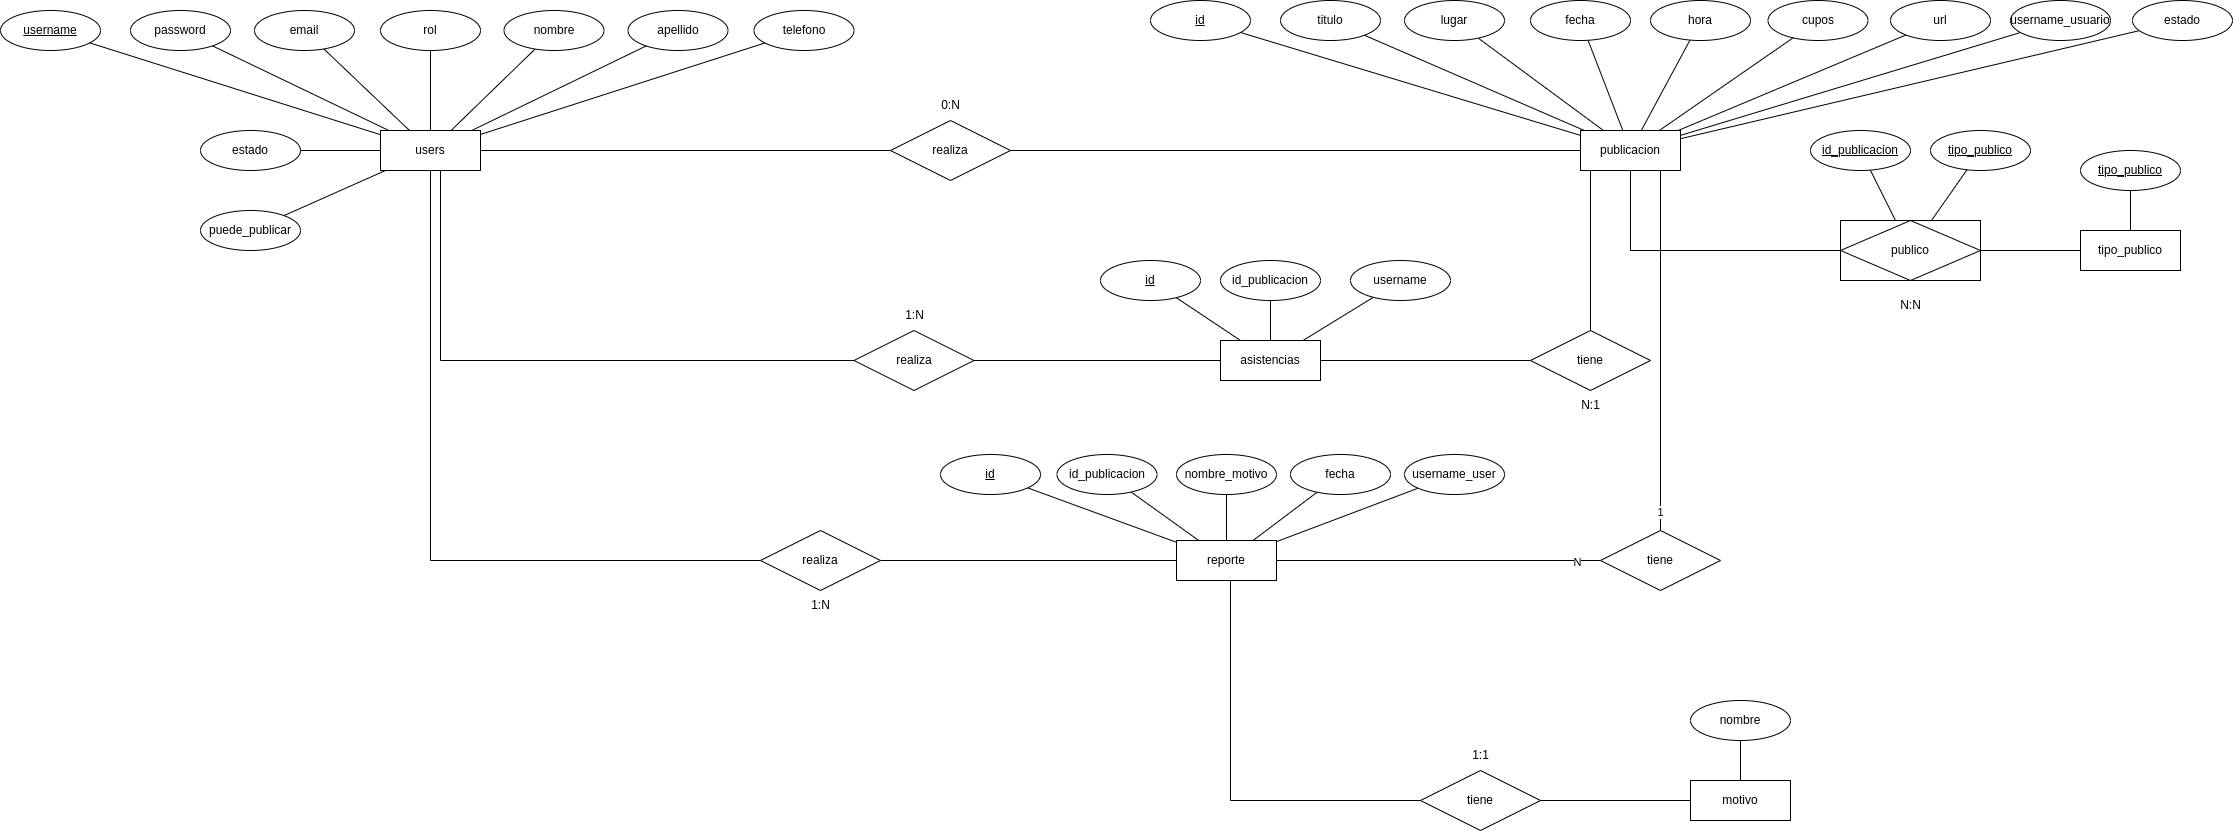 username
password
email
rol
nombre
apellido
telefono
id
titulo
lugar
fecha
hora
cupos
url
username_usuario
estado
0:N
estado
users
realiza
publicacion
id_publicacion
tipo_publico
tipo_publico
puede_publicar
publico
tipo_publico
N:N
id
id_publicacion
username
1:N
realiza
asistencias
tiene
N:1
id
id_publicacion
nombre_motivo
fecha
username_user
1
realiza
reporte
N
tiene
1:N
nombre
1:1
tiene
motivo